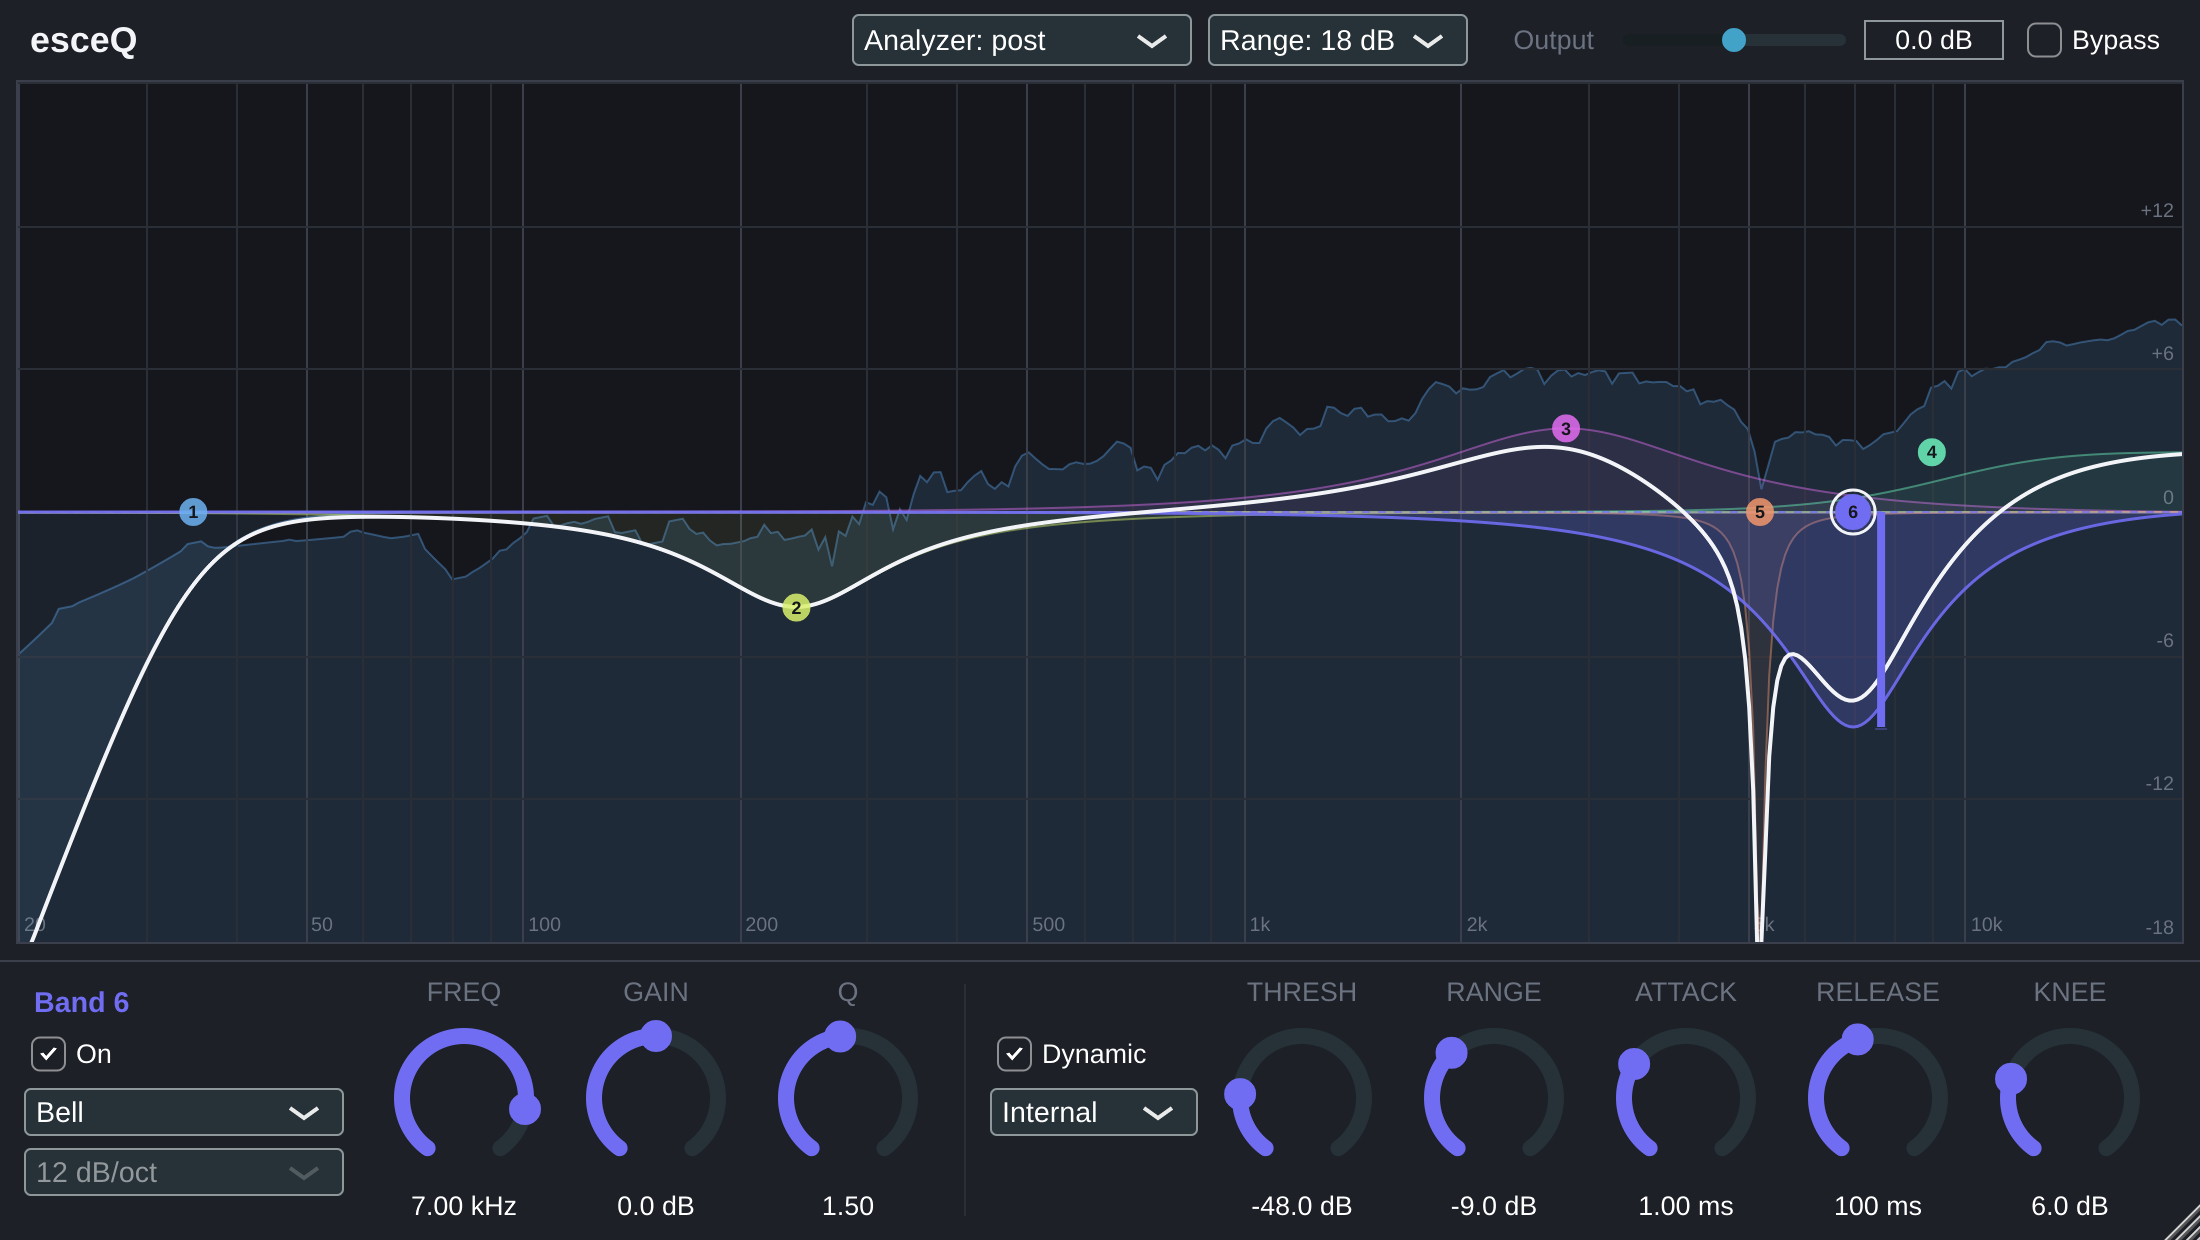 esceQ
Analyzer: post
Range: 18 dB
Output
0.0 dB
Bypass
+12
+6
0
-6
-12
-18
1
2
3
4
5
6
20
50
100
200
500
1k
2k
k
10k
Band 6
On
Bell
12 dB/oct
FREQ
GAIN
Q
7.00 kHz
0.0 dB
1.50
Dynamic
Internal
THRESH
RANGE
ATTACK
RELEASE
KNEE
-48.0 dB
-9.0 dB
1.00 ms
100 ms
6.0 dB